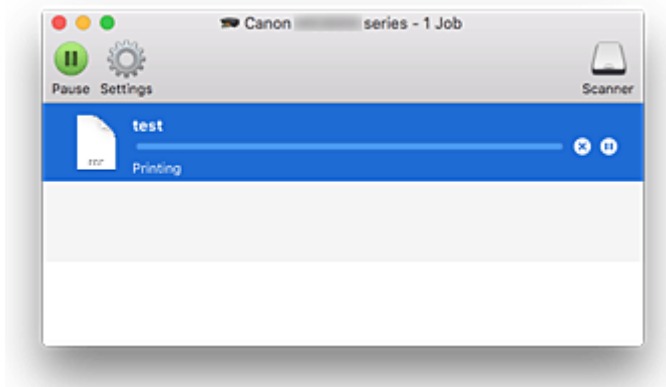 Canon series - 1 Job
Pause Settings
Scanner
test
Printing